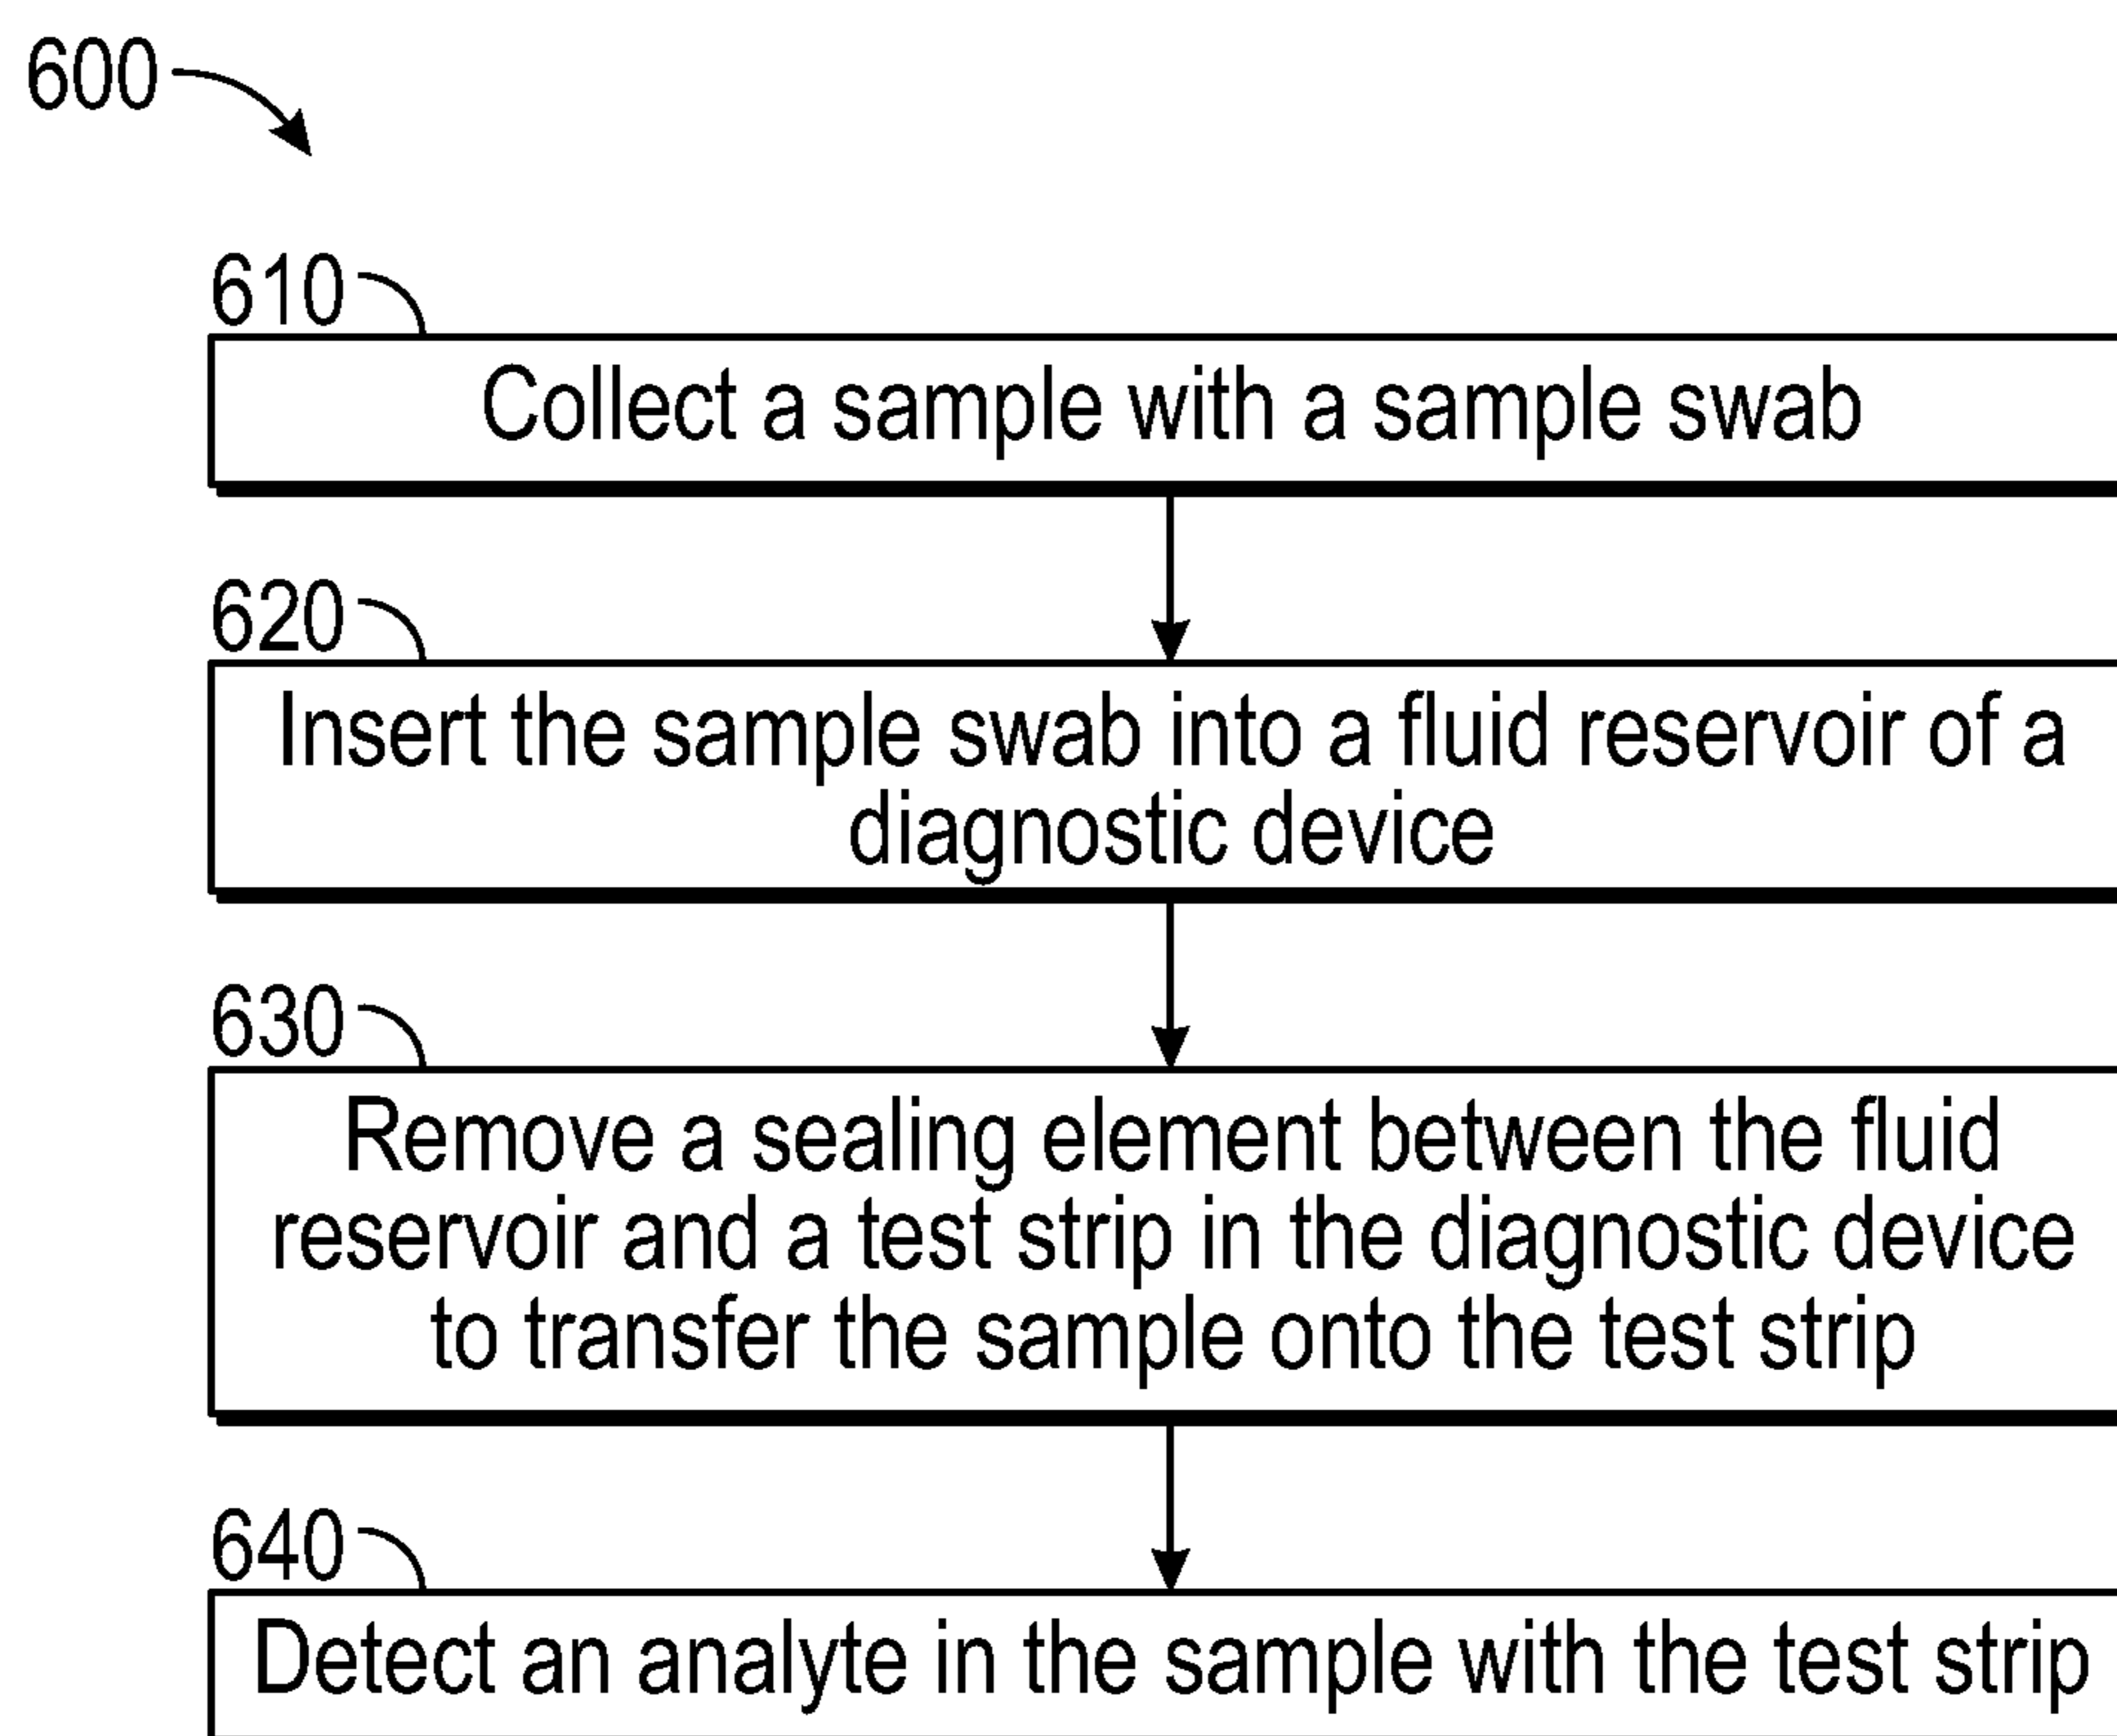 600
610
Collect a sample with a sample swab
620
Insert the sample swab into a fluid reservoir of a
diagnostic device
630
Remove a sealing element between the fluid
reservoir and a test strip in the diagnostic device
to transfer the sample onto the test strip
640
Detect an analyte in the sample with the test strip